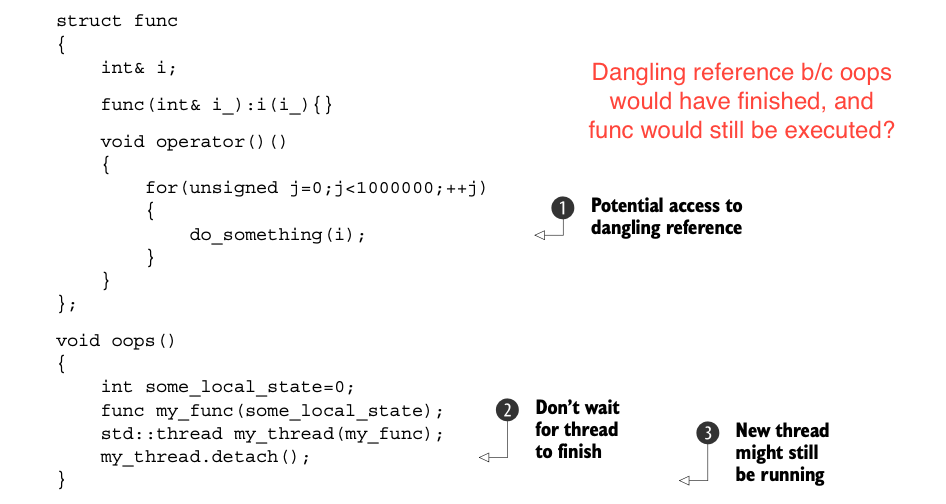 struct func
{
int& i;
func(int& i_):i(i_){}
void operator()()
{
for(unsigned j=0;j<1000000;++j)
{
do_something(i);
}
}
};
Dangling reference b/c oops
would have finished, and
func would still be executed?
1 Potential access to
dangling reference
void oops()
{
int some_local_state=0;
func my_func(some_local_state);
std::thread my_thread(my_func);
my_thread.detach();
}
2 Don't wait
for thread
to finish
3 New thread
might still
be running